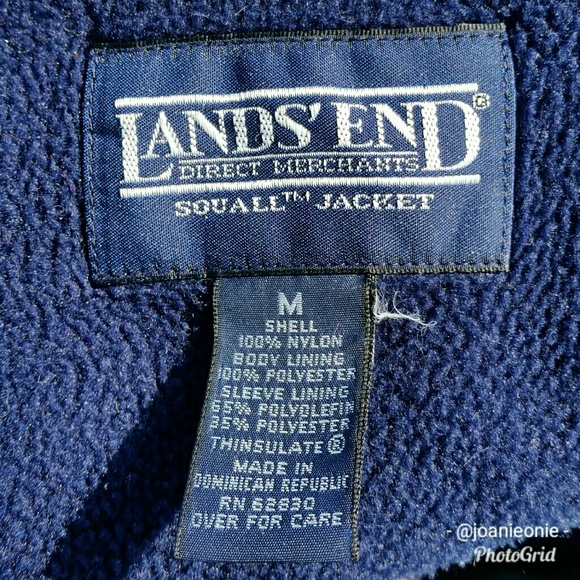 LANDS' END®
DIRECT MERCHANTS
SQUALL™ JACKET
M
SHELL
100% NYLON
BODY LINING
100% POLYESTER
SLEEVE LINING
65% POLYOLEFIN
35% POLYESTER
THINSULATE®
MADE IN
DOMINICAN REPUBLIC
RN 62830
OVER FOR CARE
- @joanieonie -
PhotoGrid